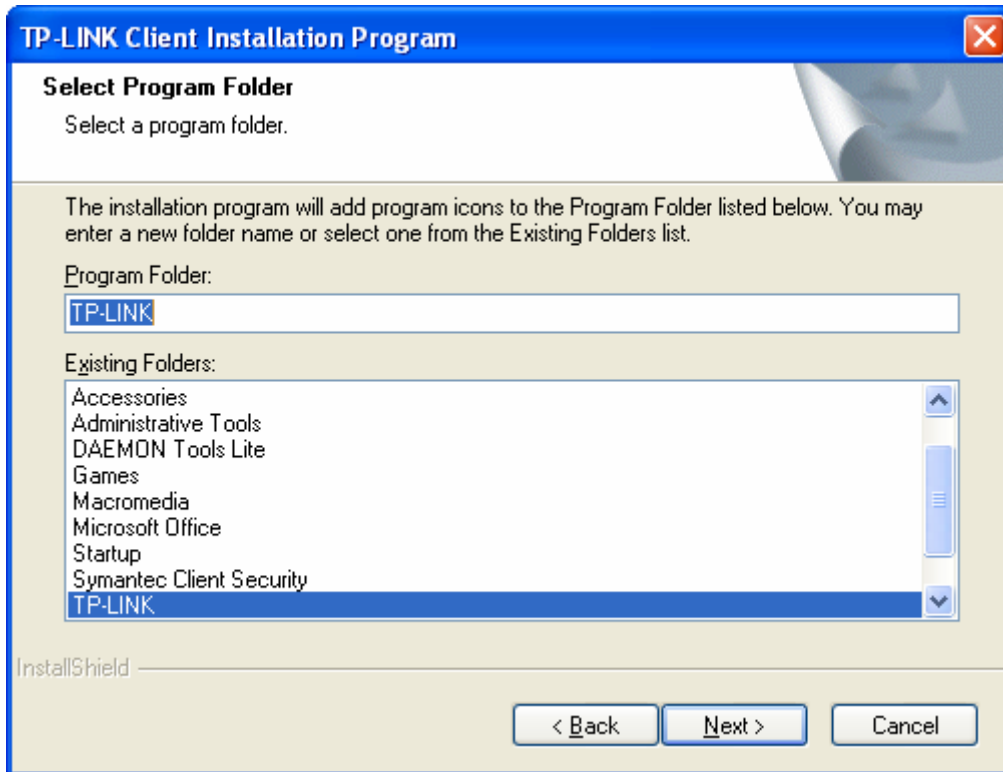 TP-LINK Client Installation Program
Select Program Folder
Select a program folder.
The installation program will add program icons to the Program Folder listed below. You may
enter a new folder name or select one from the Existing Folders list.
Program Folder:
TP-LINK
Existing Folders:
Accessories
Administrative Tools
DAEMON Tools Lite
Games
Macromedia
Microsoft Office
Startup
Symantec Client Security
TP-LINK
InstallShield
< Back
Next >
Cancel